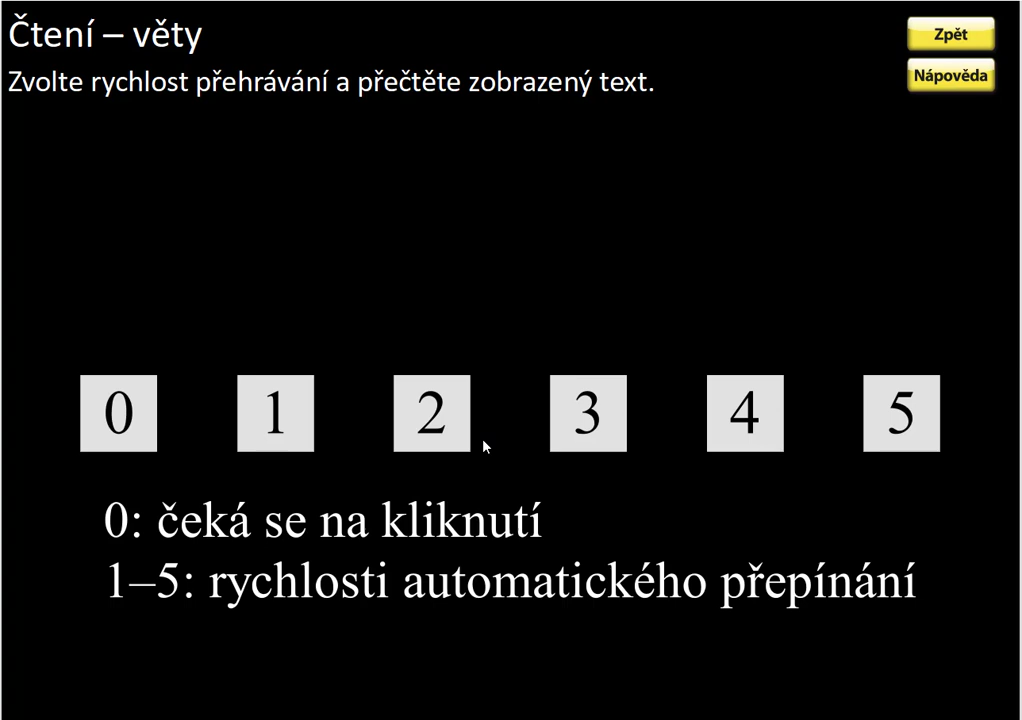 Čtení – věty
Zpět
Zvolte rychlost přehrávání a přečtěte zobrazený text.
Nápověda
0 1 2 3 4 5
0: čeká se na kliknutí
1–5: rychlosti automatického přepínání